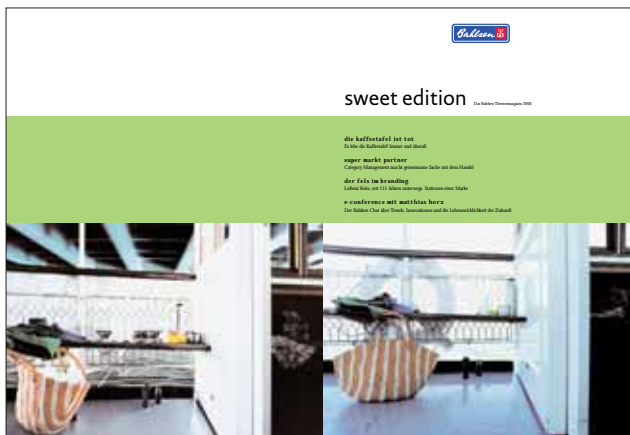 Bahlsen
sweet edition
Das Bahlsen Themenmagazin 2000
die kaffeetafel ist tot
Es lebe die Kaffeetafel! Immer und überall
super markt partner
Category Management macht gemeinsame Sache mit dem Handel
der fels im branding
Leibniz Keks, seit 111 Jahren unterwegs. Stationen einer Marke
e-conference mit matthias horx
Der Bahlsen Chat über Trends, Innovationen und die Lebenswirklichkeit der Zukunft